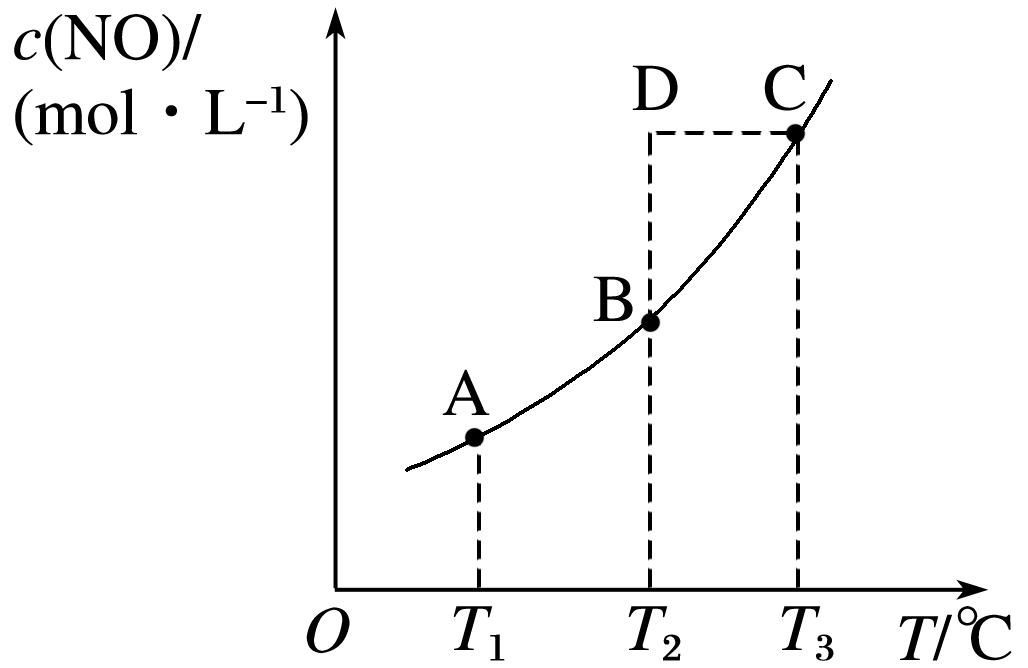 c(NO)/
(mol・L⁻¹)
D C
B
A
O T₁ T₂ T₃ T/℃